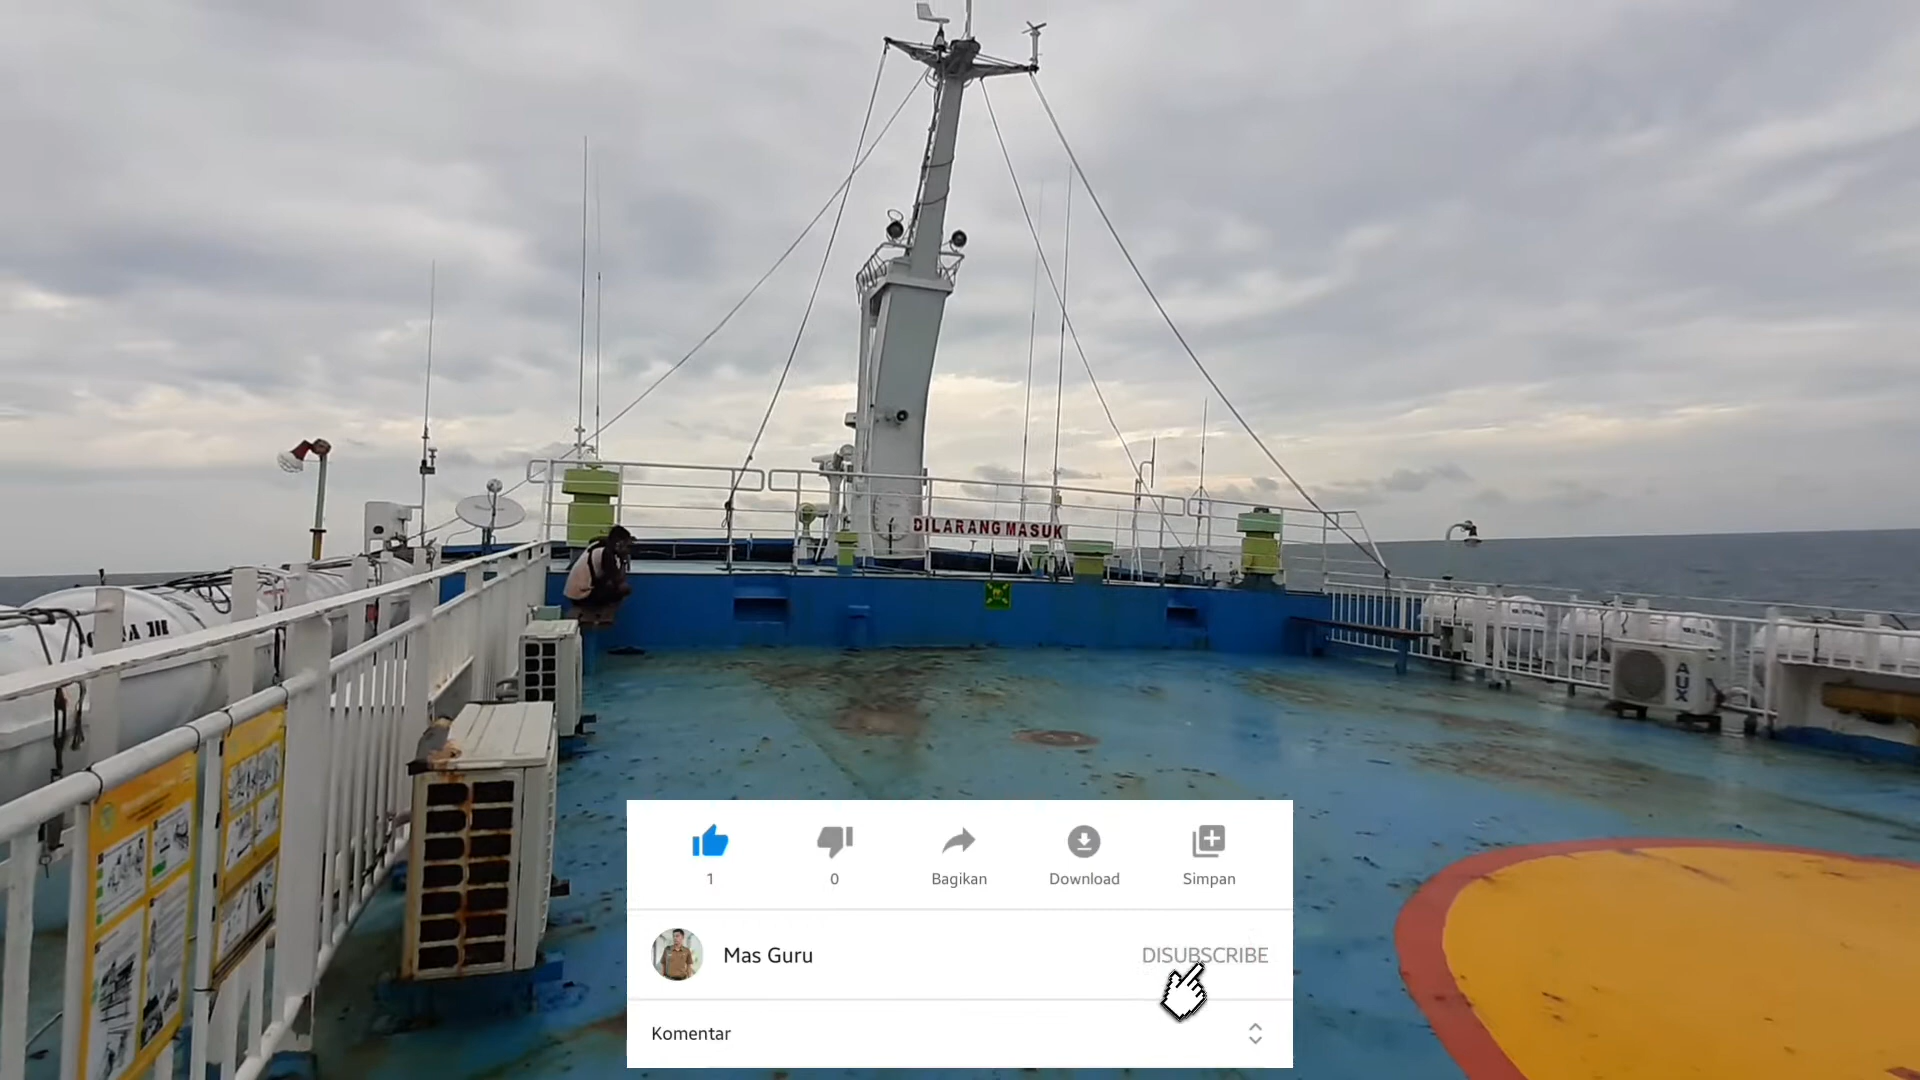 DILARANG MASUK
AUX
1
0
Bagikan
Download
Simpan
Mas Guru
DISUBSCRIBE
Komentar